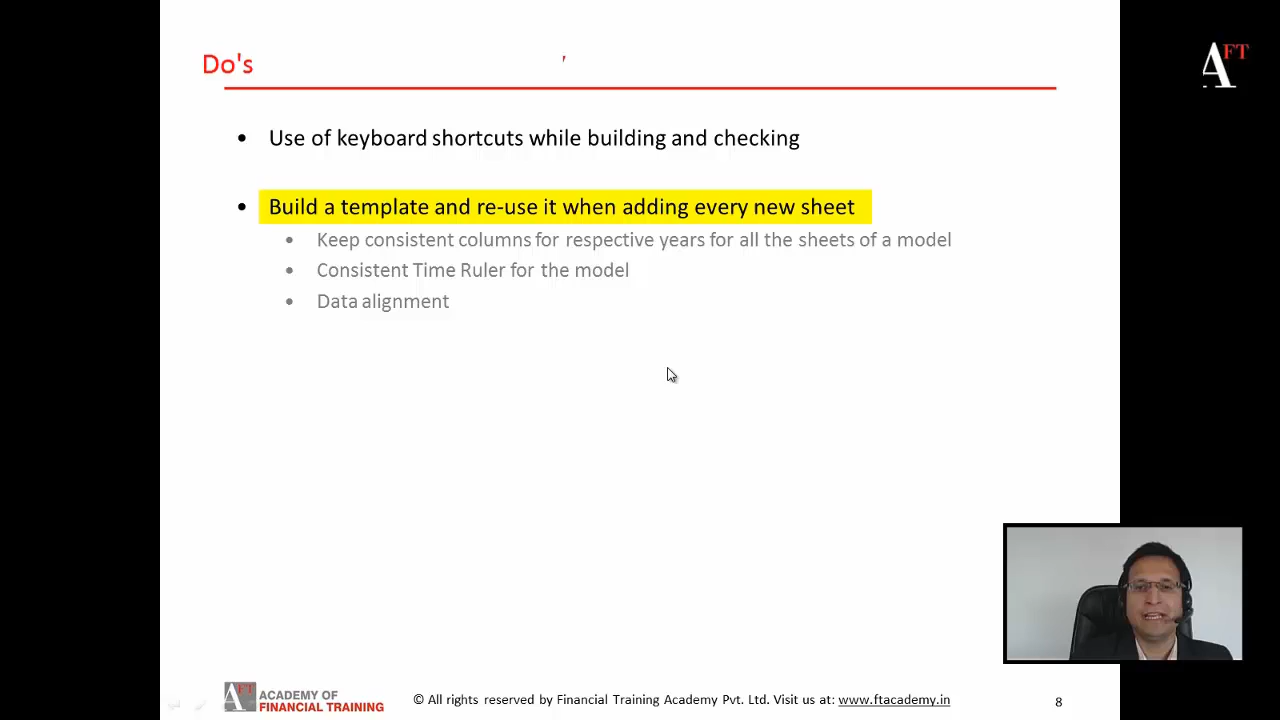 AFT
Do's
• Use of keyboard shortcuts while building and checking
• Build a template and re-use it when adding every new sheet
• Keep consistent columns for respective years for all the sheets of a model
• Consistent Time Ruler for the model
• Data alignment
AFT
ACADEMY OF
FINANCIAL TRAINING
© All rights reserved by Financial Training Academy Pvt. Ltd. Visit us at: www.ftacademy.in
8